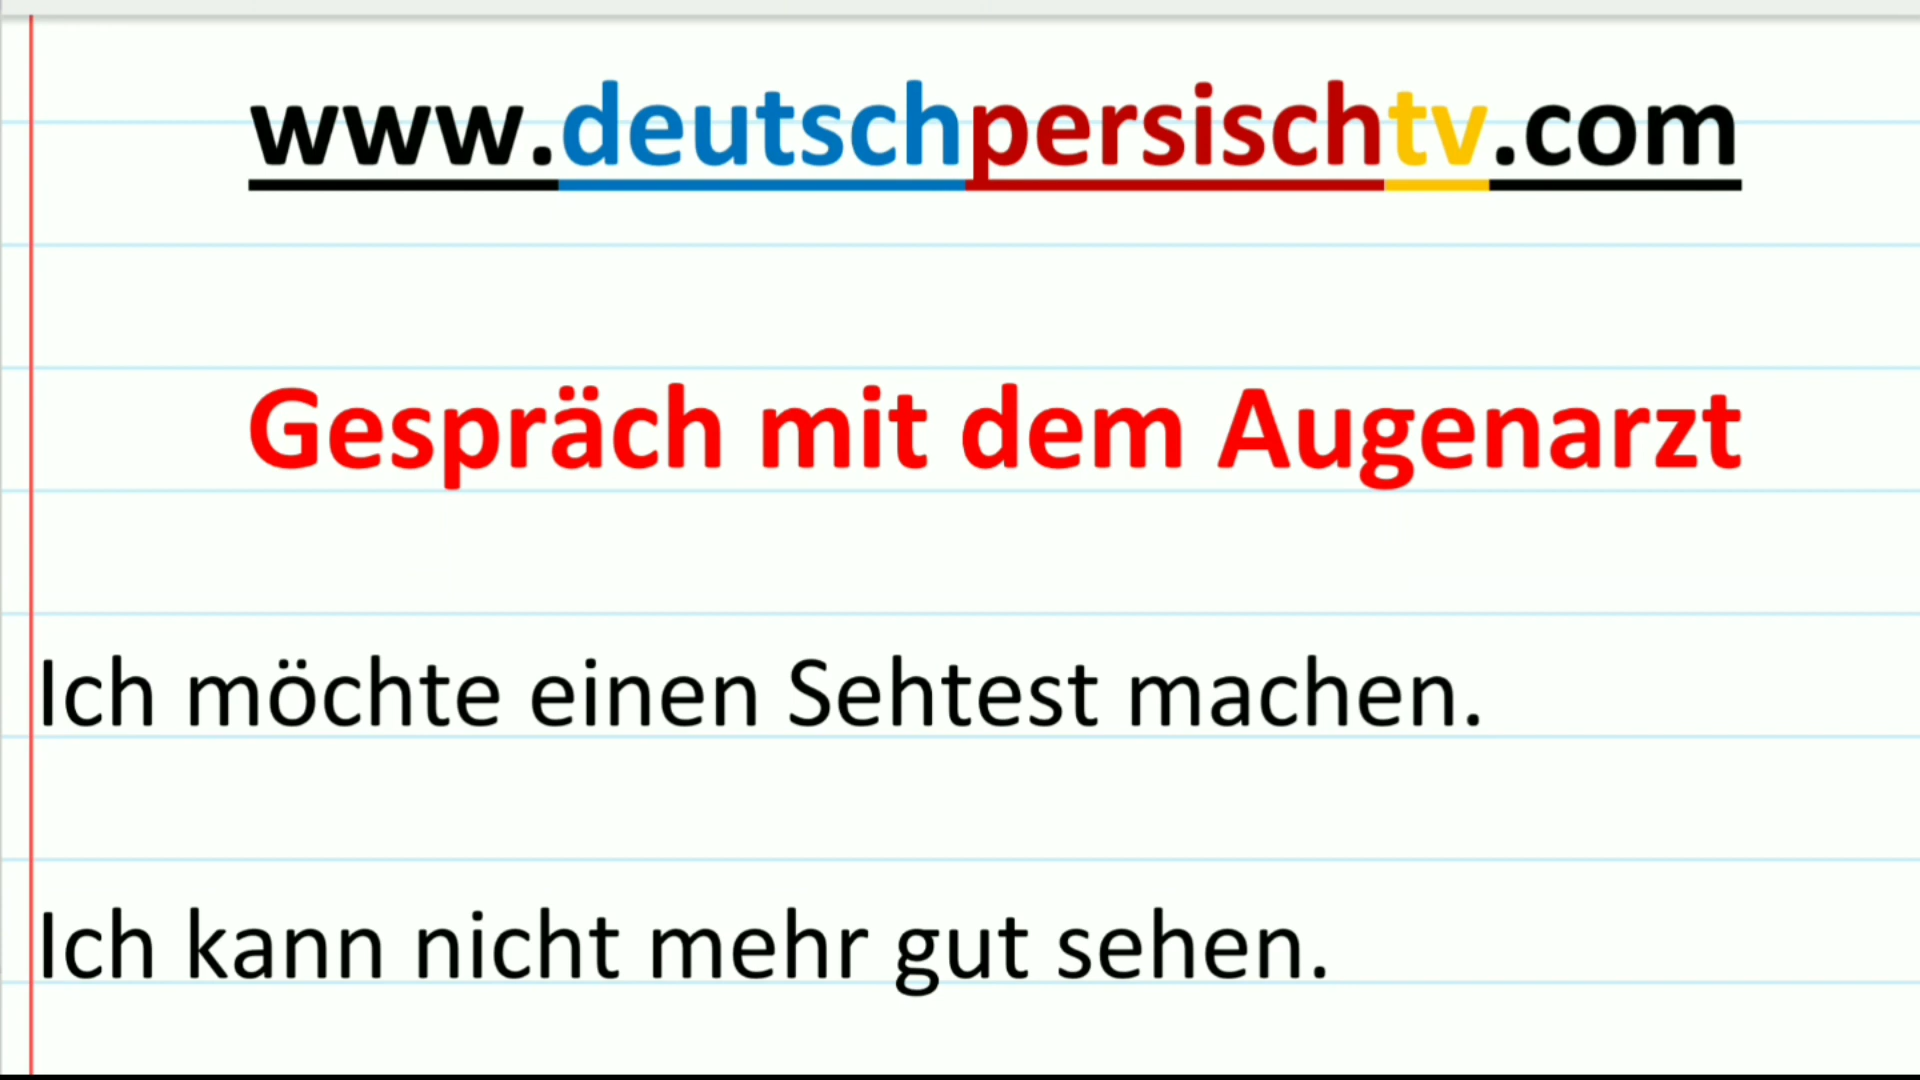 www.deutschpersischtv.com
Gespräch mit dem Augenarzt
Ich möchte einen Sehtest machen.
Ich kann nicht mehr gut sehen.